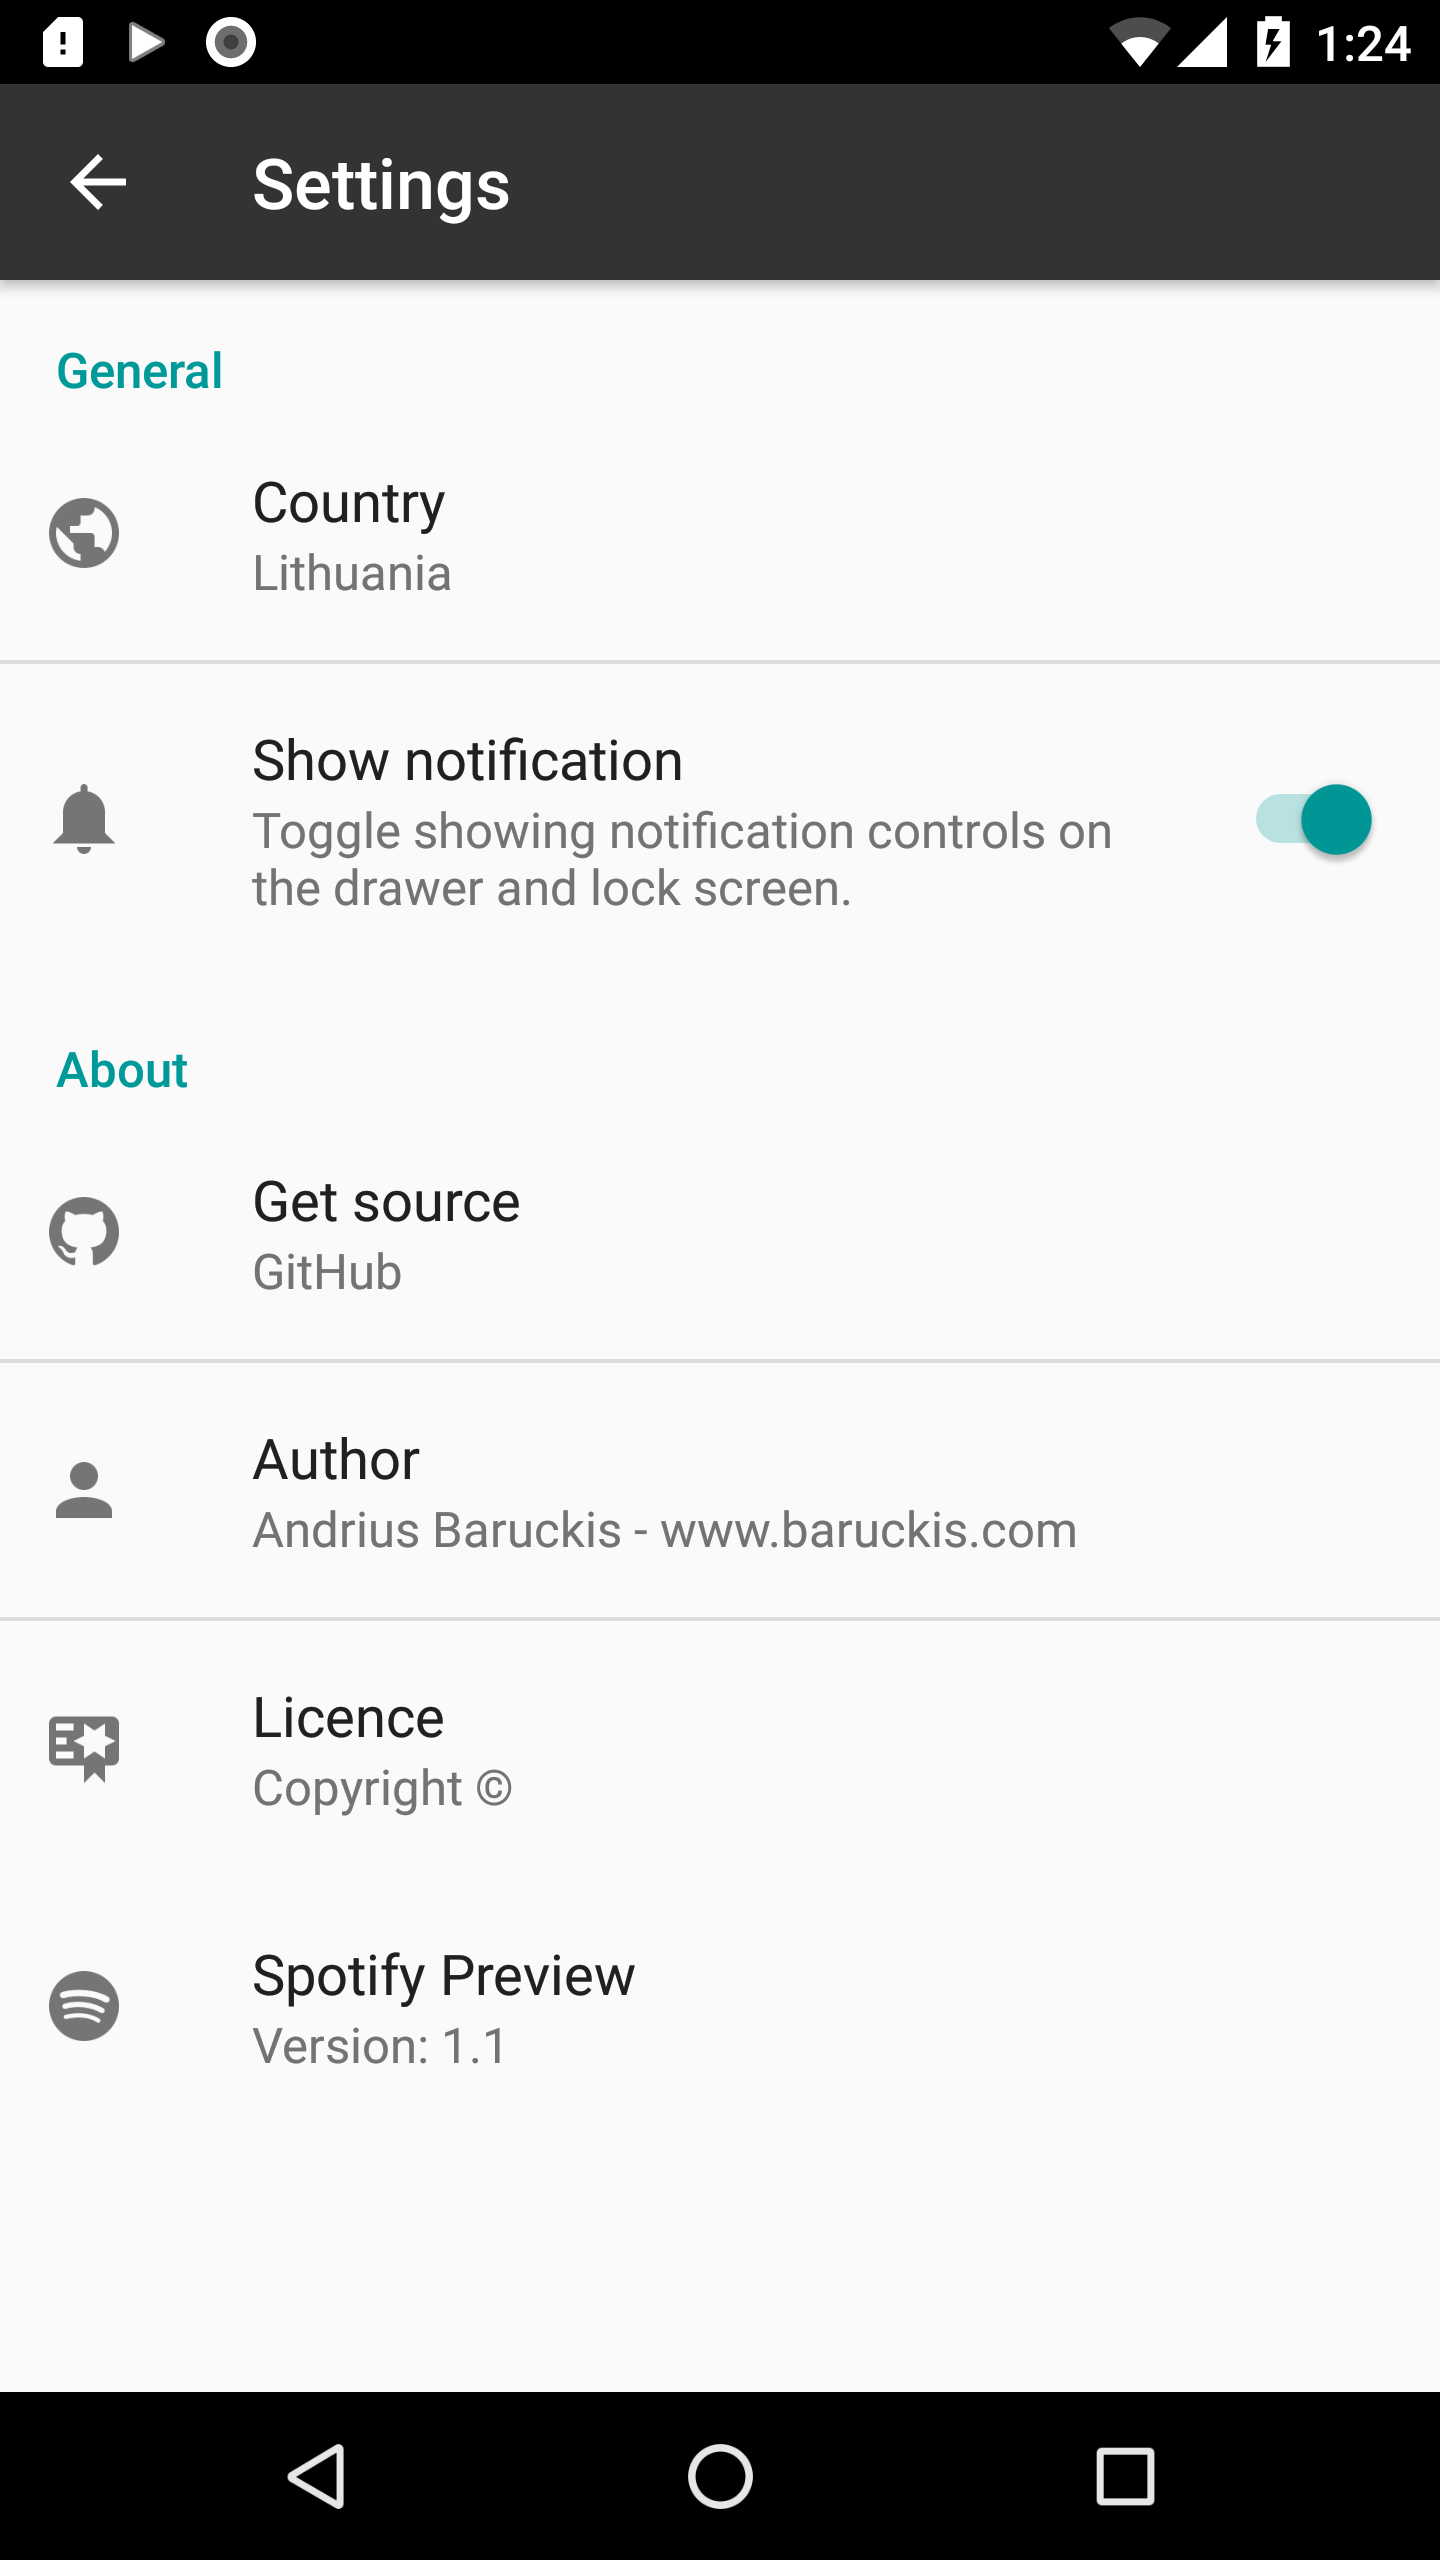 1:24
Settings
General
Country
Lithuania
Show notification
Toggle showing notification controls on
the drawer and lock screen.
About
Get source
GitHub
Author
Andrius Baruckis - www.baruckis.com
Licence
Copyright ©
Spotify Preview
Version: 1.1